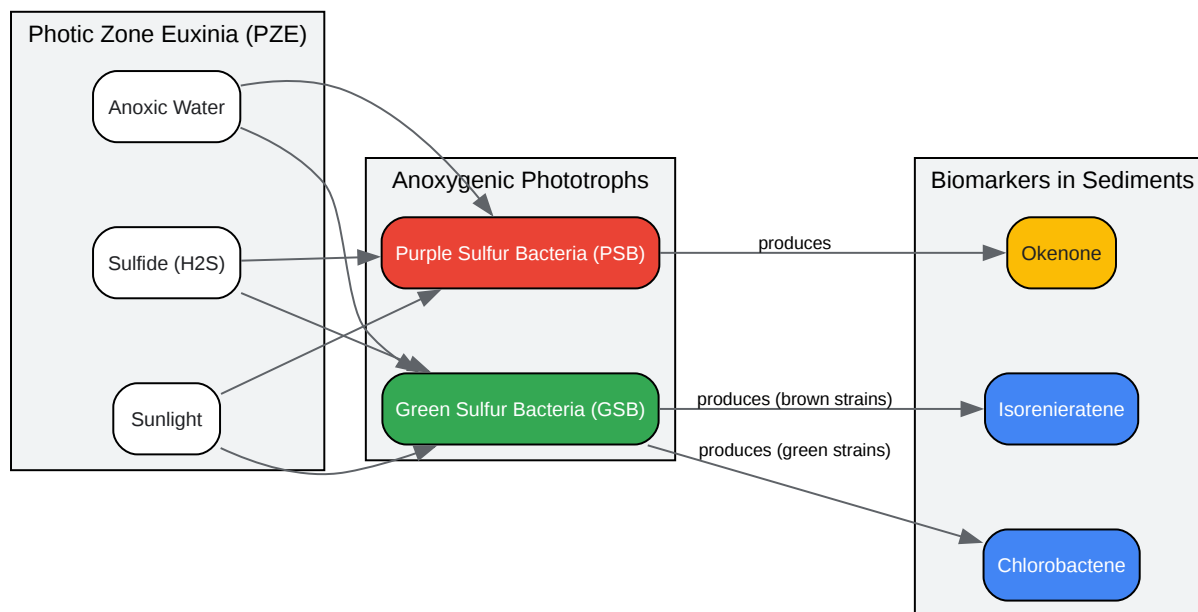 Photic Zone Euxinia (PZE)
Anoxic Water
Sulfide (H2S)
Sunlight
Anoxygenic Phototrophs
Purple Sulfur Bacteria (PSB)
Green Sulfur Bacteria (GSB)
produces
produces (brown strains)
produces (green strains)
Biomarkers in Sediments
Okenone
Isorenieratene
Chlorobactene